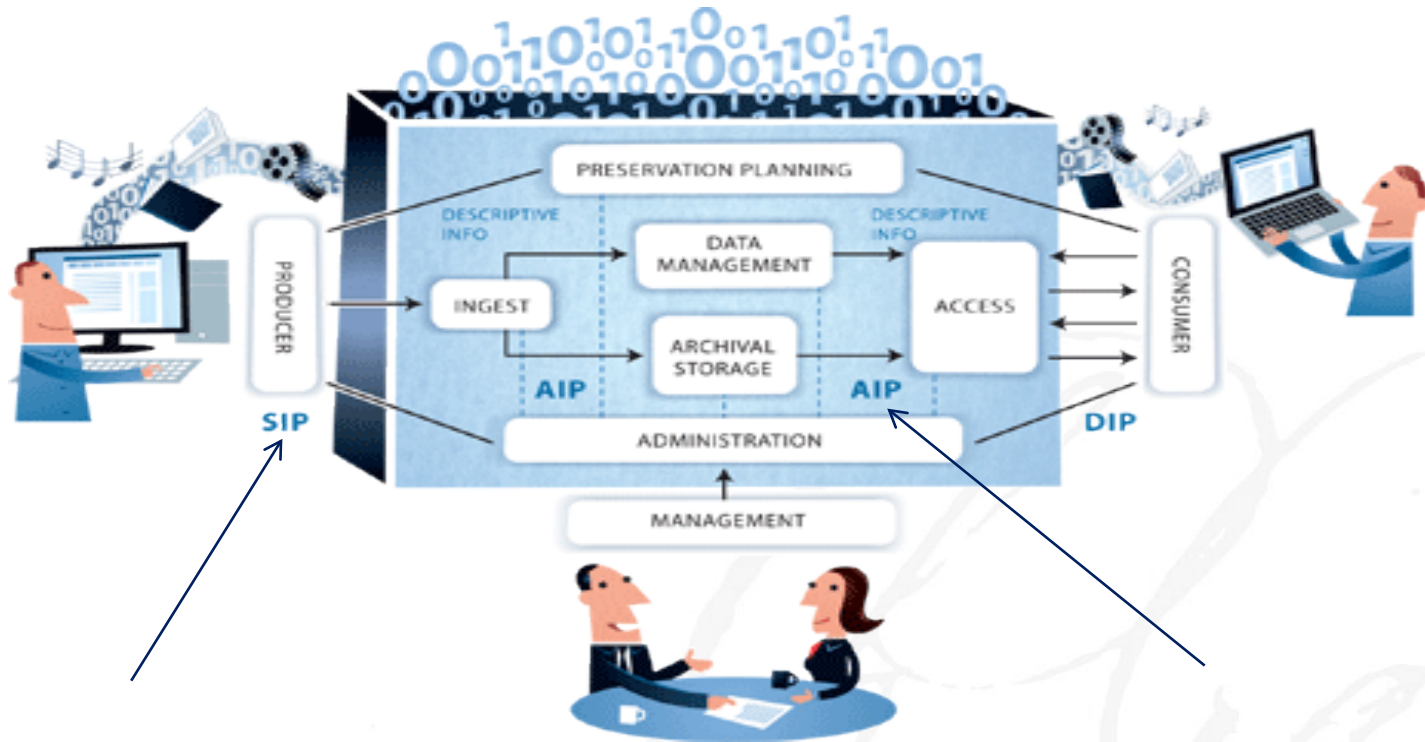 PRESERVATION PLANNING
DESCRIPTIVE
INFO
DESCRIPTIVE
INFO
DATA
MANAGEMENT
PRODUCER
INGEST
ACCESS
CONSUMER
ARCHIVAL
STORAGE
AIP
AIP
SIP
DIP
ADMINISTRATION
MANAGEMENT